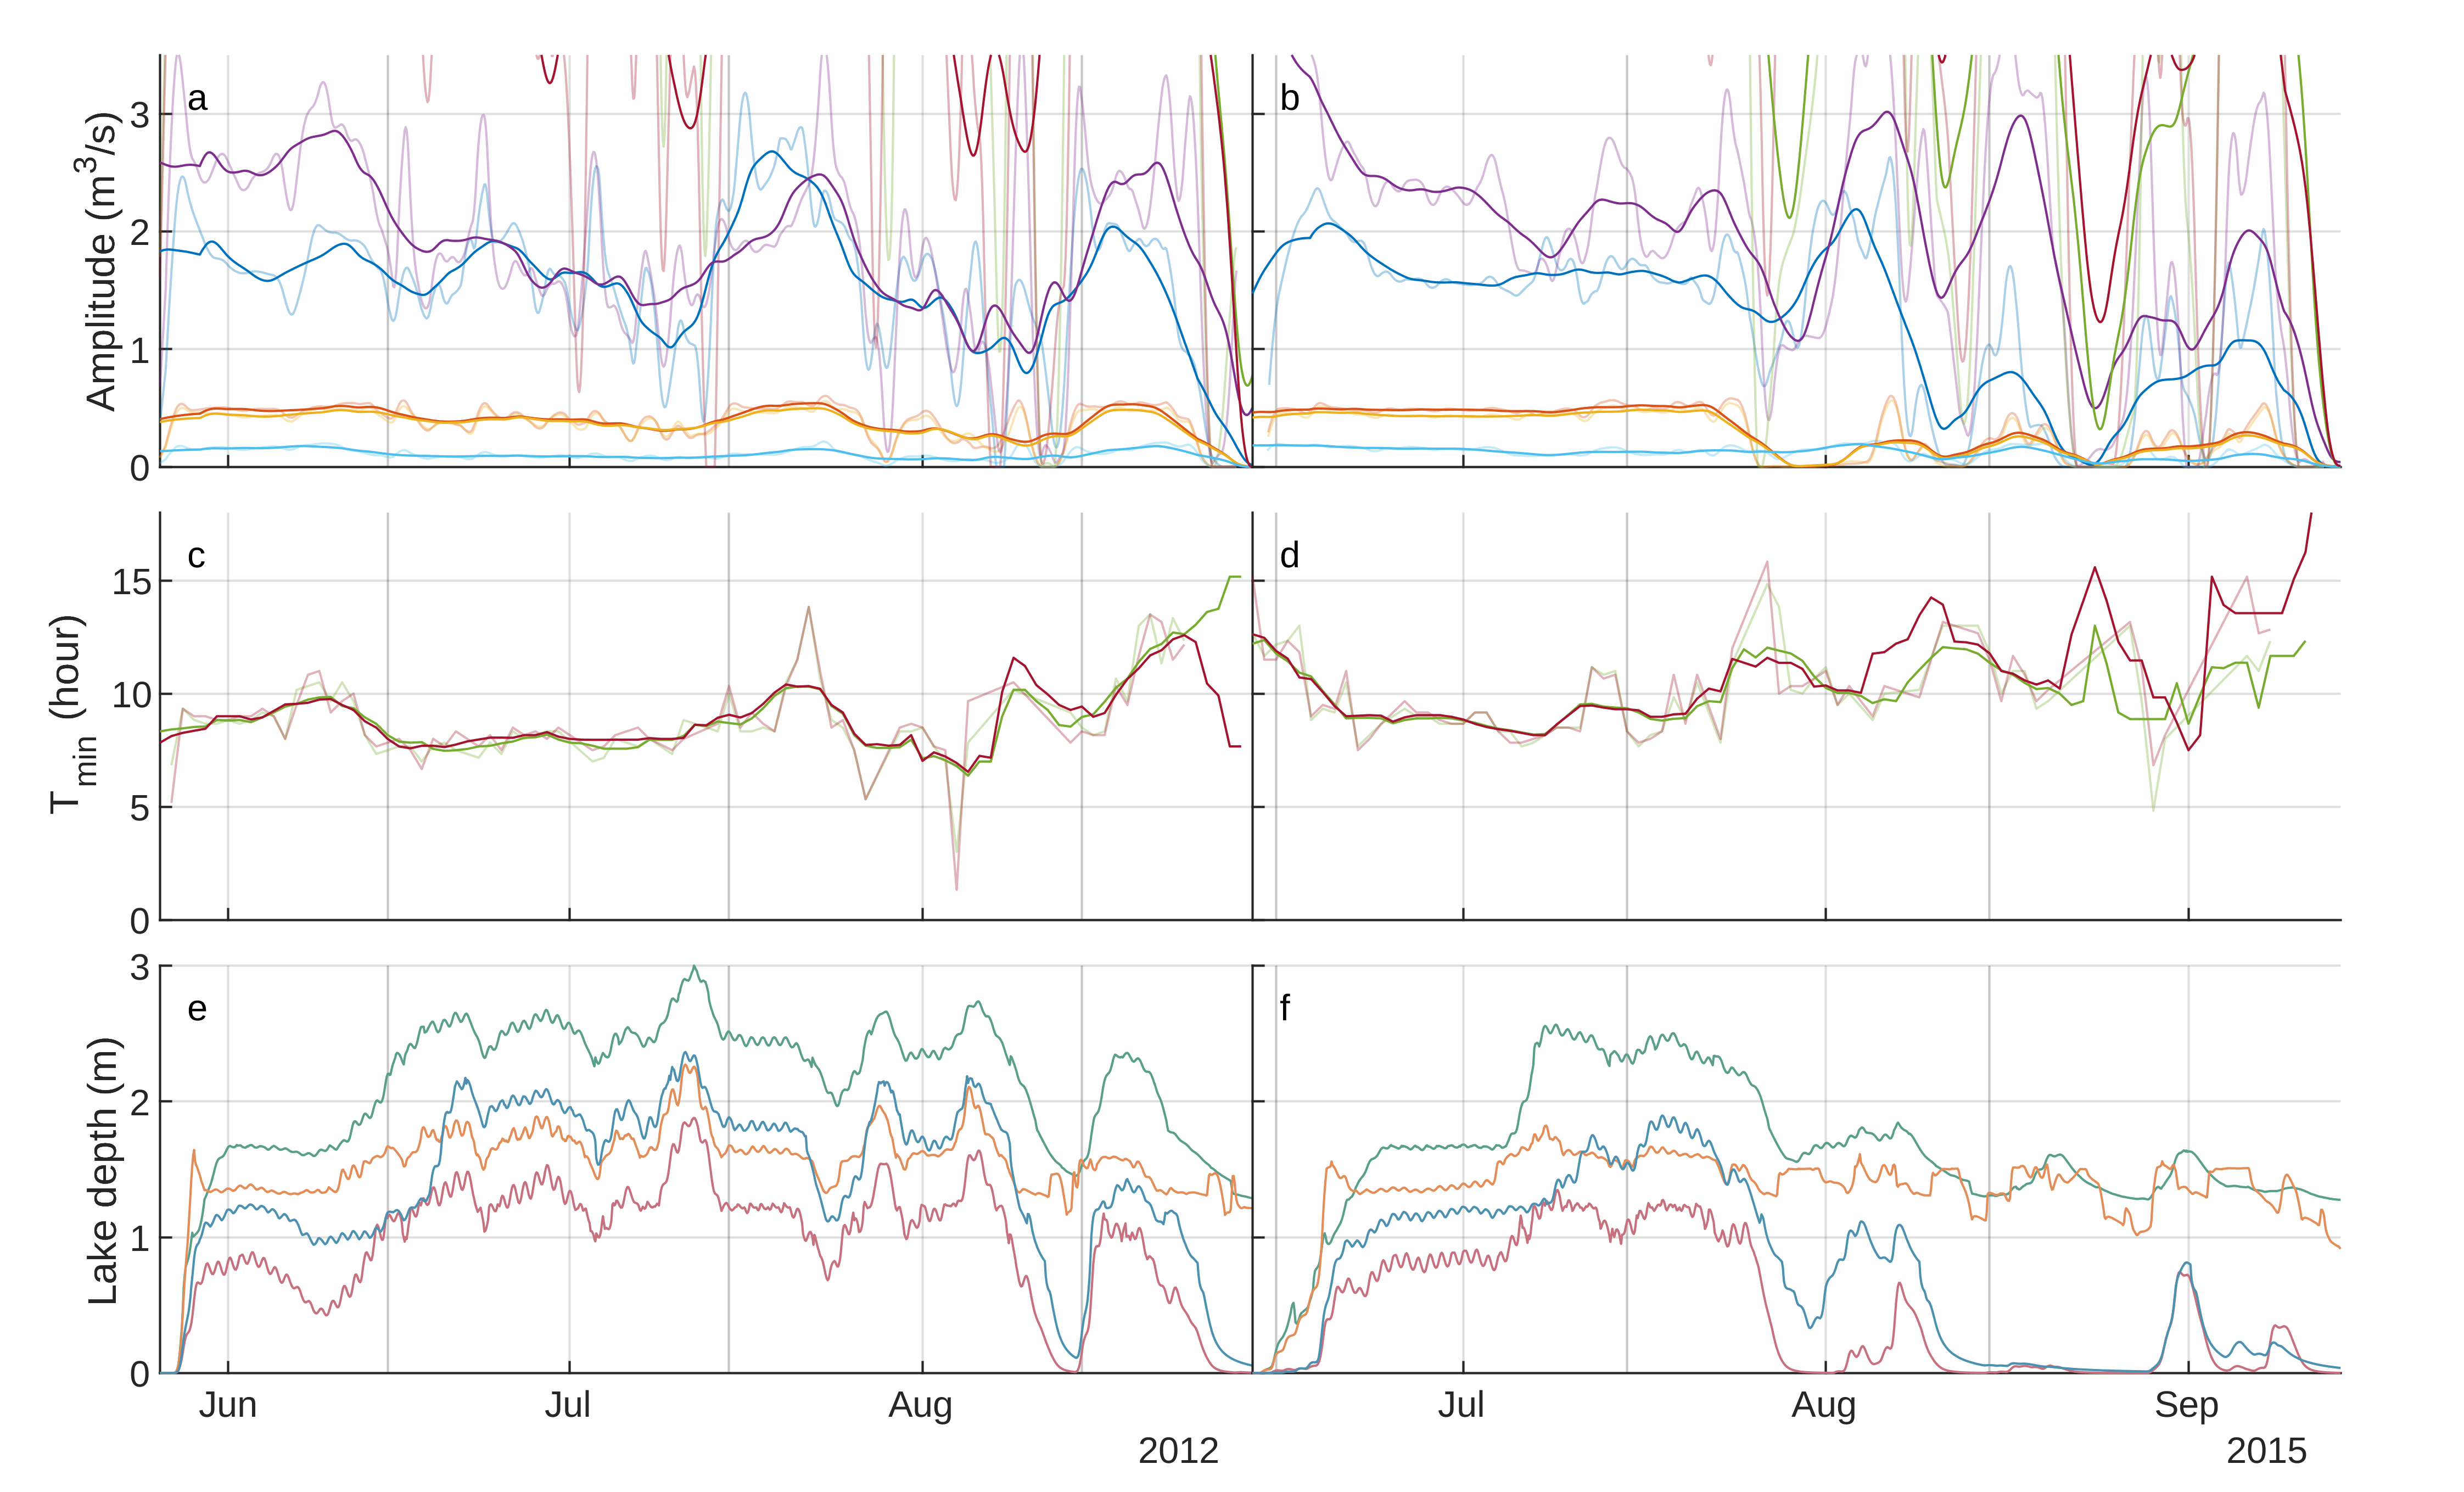 a
b
3
2
1
0
Amplitude (m³/s)
c
d
15
10
5
0
Tmin (hour)
e
f
3
2
1
0
Lake depth (m)
Jun Jul Aug Jul Aug Sep
2012 2015